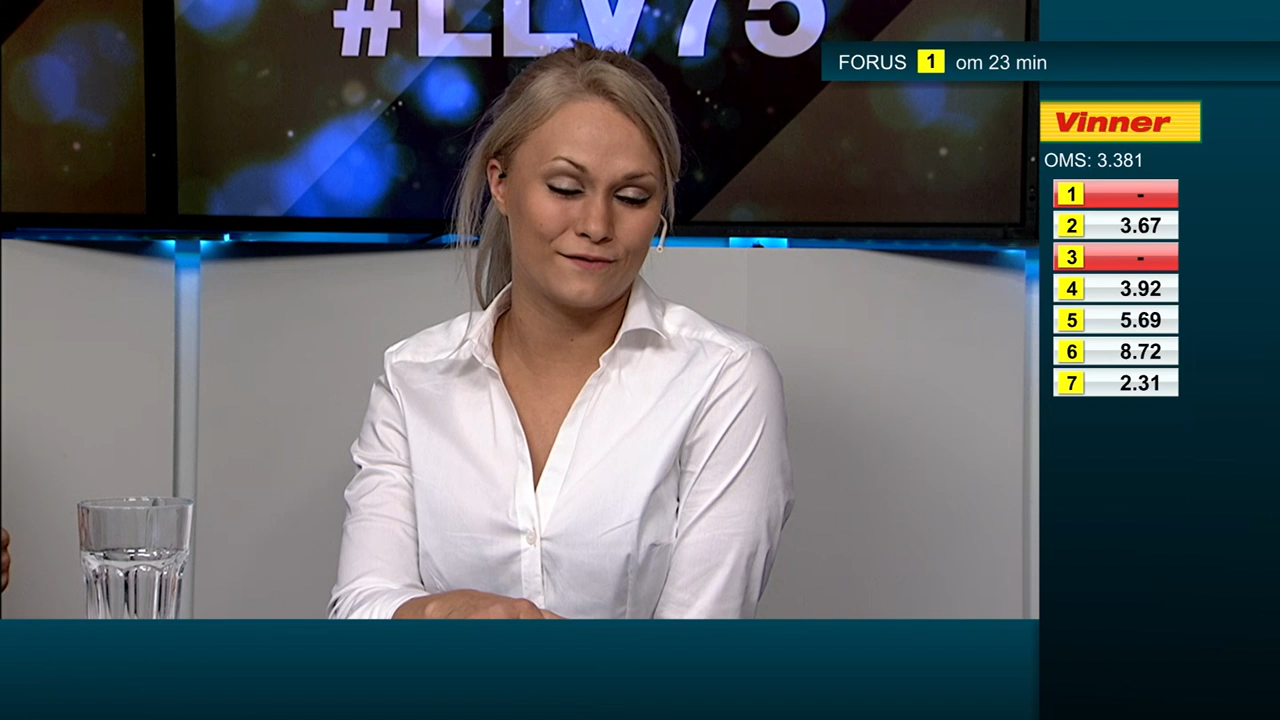 #LLV75
FORUS 1 om 23 min
Vinner
OMS: 3.381
1 -
2 3.67
3 -
4 3.92
5 5.69
6 8.72
7 2.31